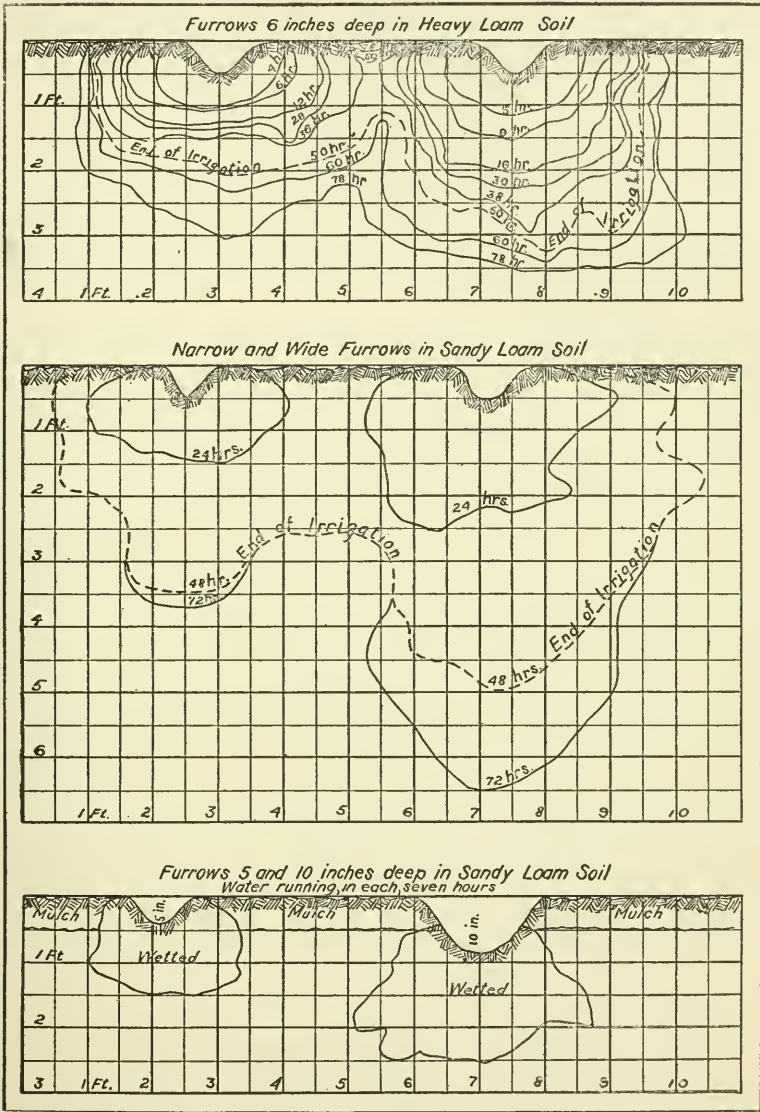 Furrows 6 inches deep in Heavy Loam Soil
4 hr.
6 hr.
12 hr.
28
36 hr.
1 Ft.
End of Irrigation
50 hr.
60 hr.
78 hr
2
3
5 hr.
9 hr.
16 hr.
30 hr.
38 hr.
50 hr.
60 hr.
78 hr.
End of Irrigation
4 1 Ft. .2 3 4 5 6 7 8 .9 10
Narrow and Wide Furrows in Sandy Loam Soil
1 Ft.
24 hrs.
2
24 hrs.
End of Irrigation
3
48 hr.
72 hr.
End of Irrigation
4
48 hrs.
5
6
72 hrs.
1 Ft. 2 3 4 5 6 7 8 9 10
Furrows 5 and 10 inches deep in Sandy Loam Soil
Water running, in each, seven hours
Mulch 5 in. Mulch 10 in. Mulch
1 Ft
Wetted
Wetted
2
3 1 Ft. 2 3 4 5 6 7 8 9 10